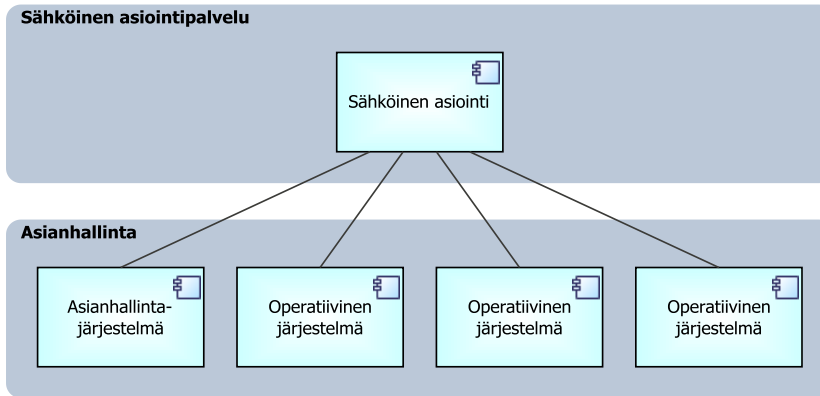 Sähköinen asiointipalvelu
Sähköinen asiointi
Asianhallinta
Asianhallinta-
järjestelmä
Operatiivinen
järjestelmä
Operatiivinen
järjestelmä
Operatiivinen
järjestelmä